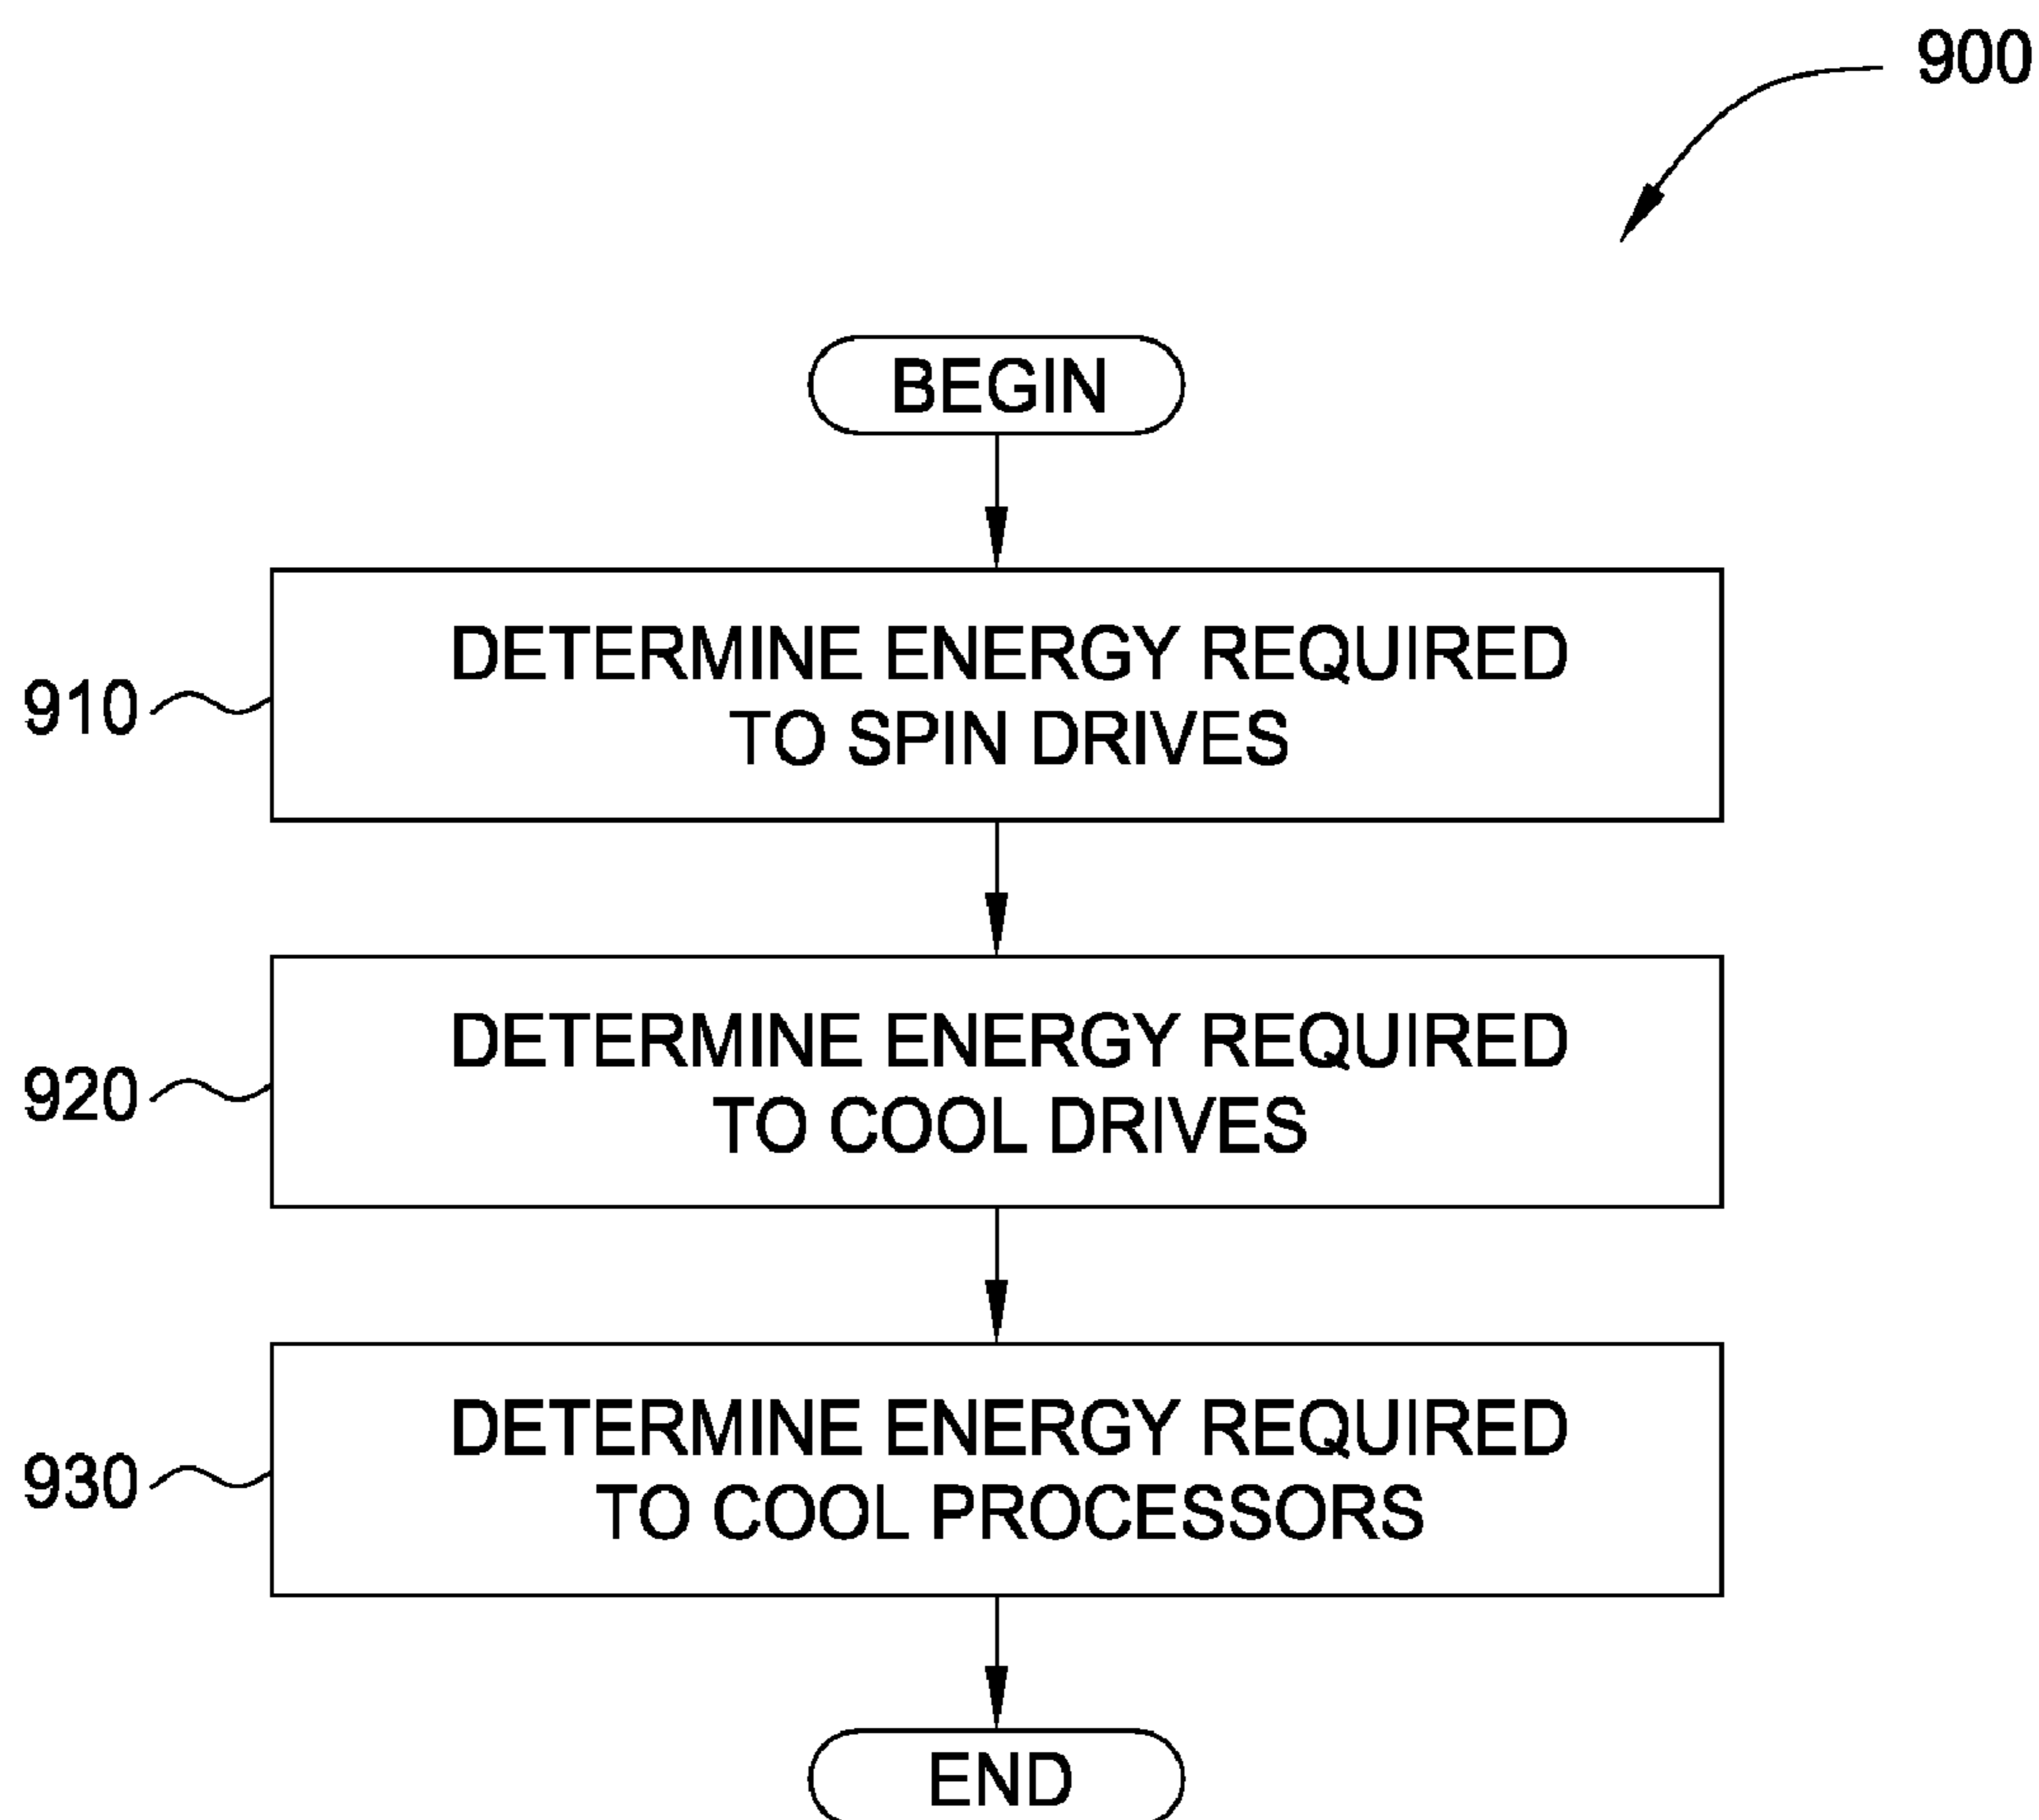 900
BEGIN
DETERMINE ENERGY REQUIRED
TO SPIN DRIVES
910
DETERMINE ENERGY REQUIRED
TO COOL DRIVES
920
DETERMINE ENERGY REQUIRED
TO COOL PROCESSORS
930
END